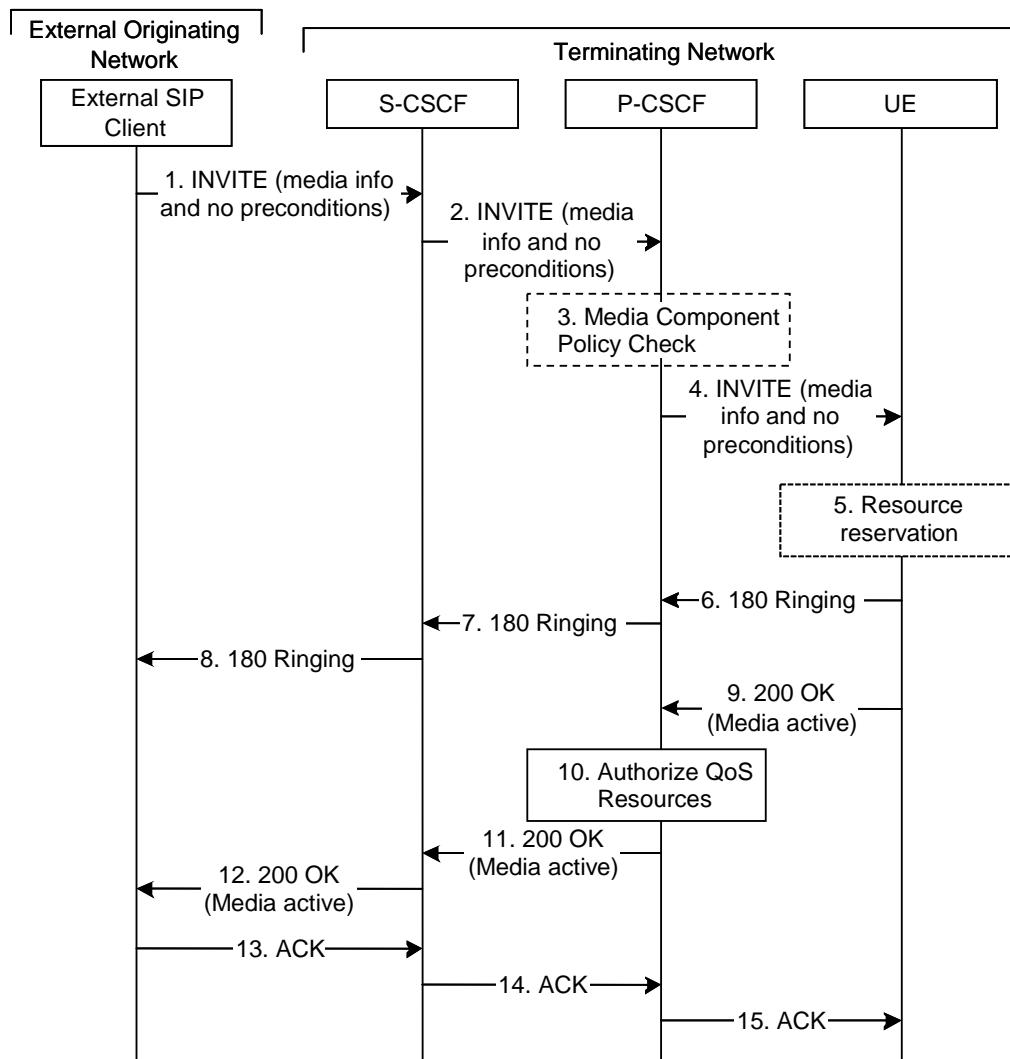 External Originating
Network
Terminating Network
External SIP
Client
S-CSCF
P-CSCF
UE
1. INVITE (media info
and no preconditions)
2. INVITE (media
info and no
preconditions)
3. Media Component
Policy Check
4. INVITE (media
info and no
preconditions)
5. Resource
reservation
6. 180 Ringing
7. 180 Ringing
8. 180 Ringing
9. 200 OK
(Media active)
10. Authorize QoS
Resources
11. 200 OK
(Media active)
12. 200 OK
(Media active)
13. ACK
14. ACK
15. ACK